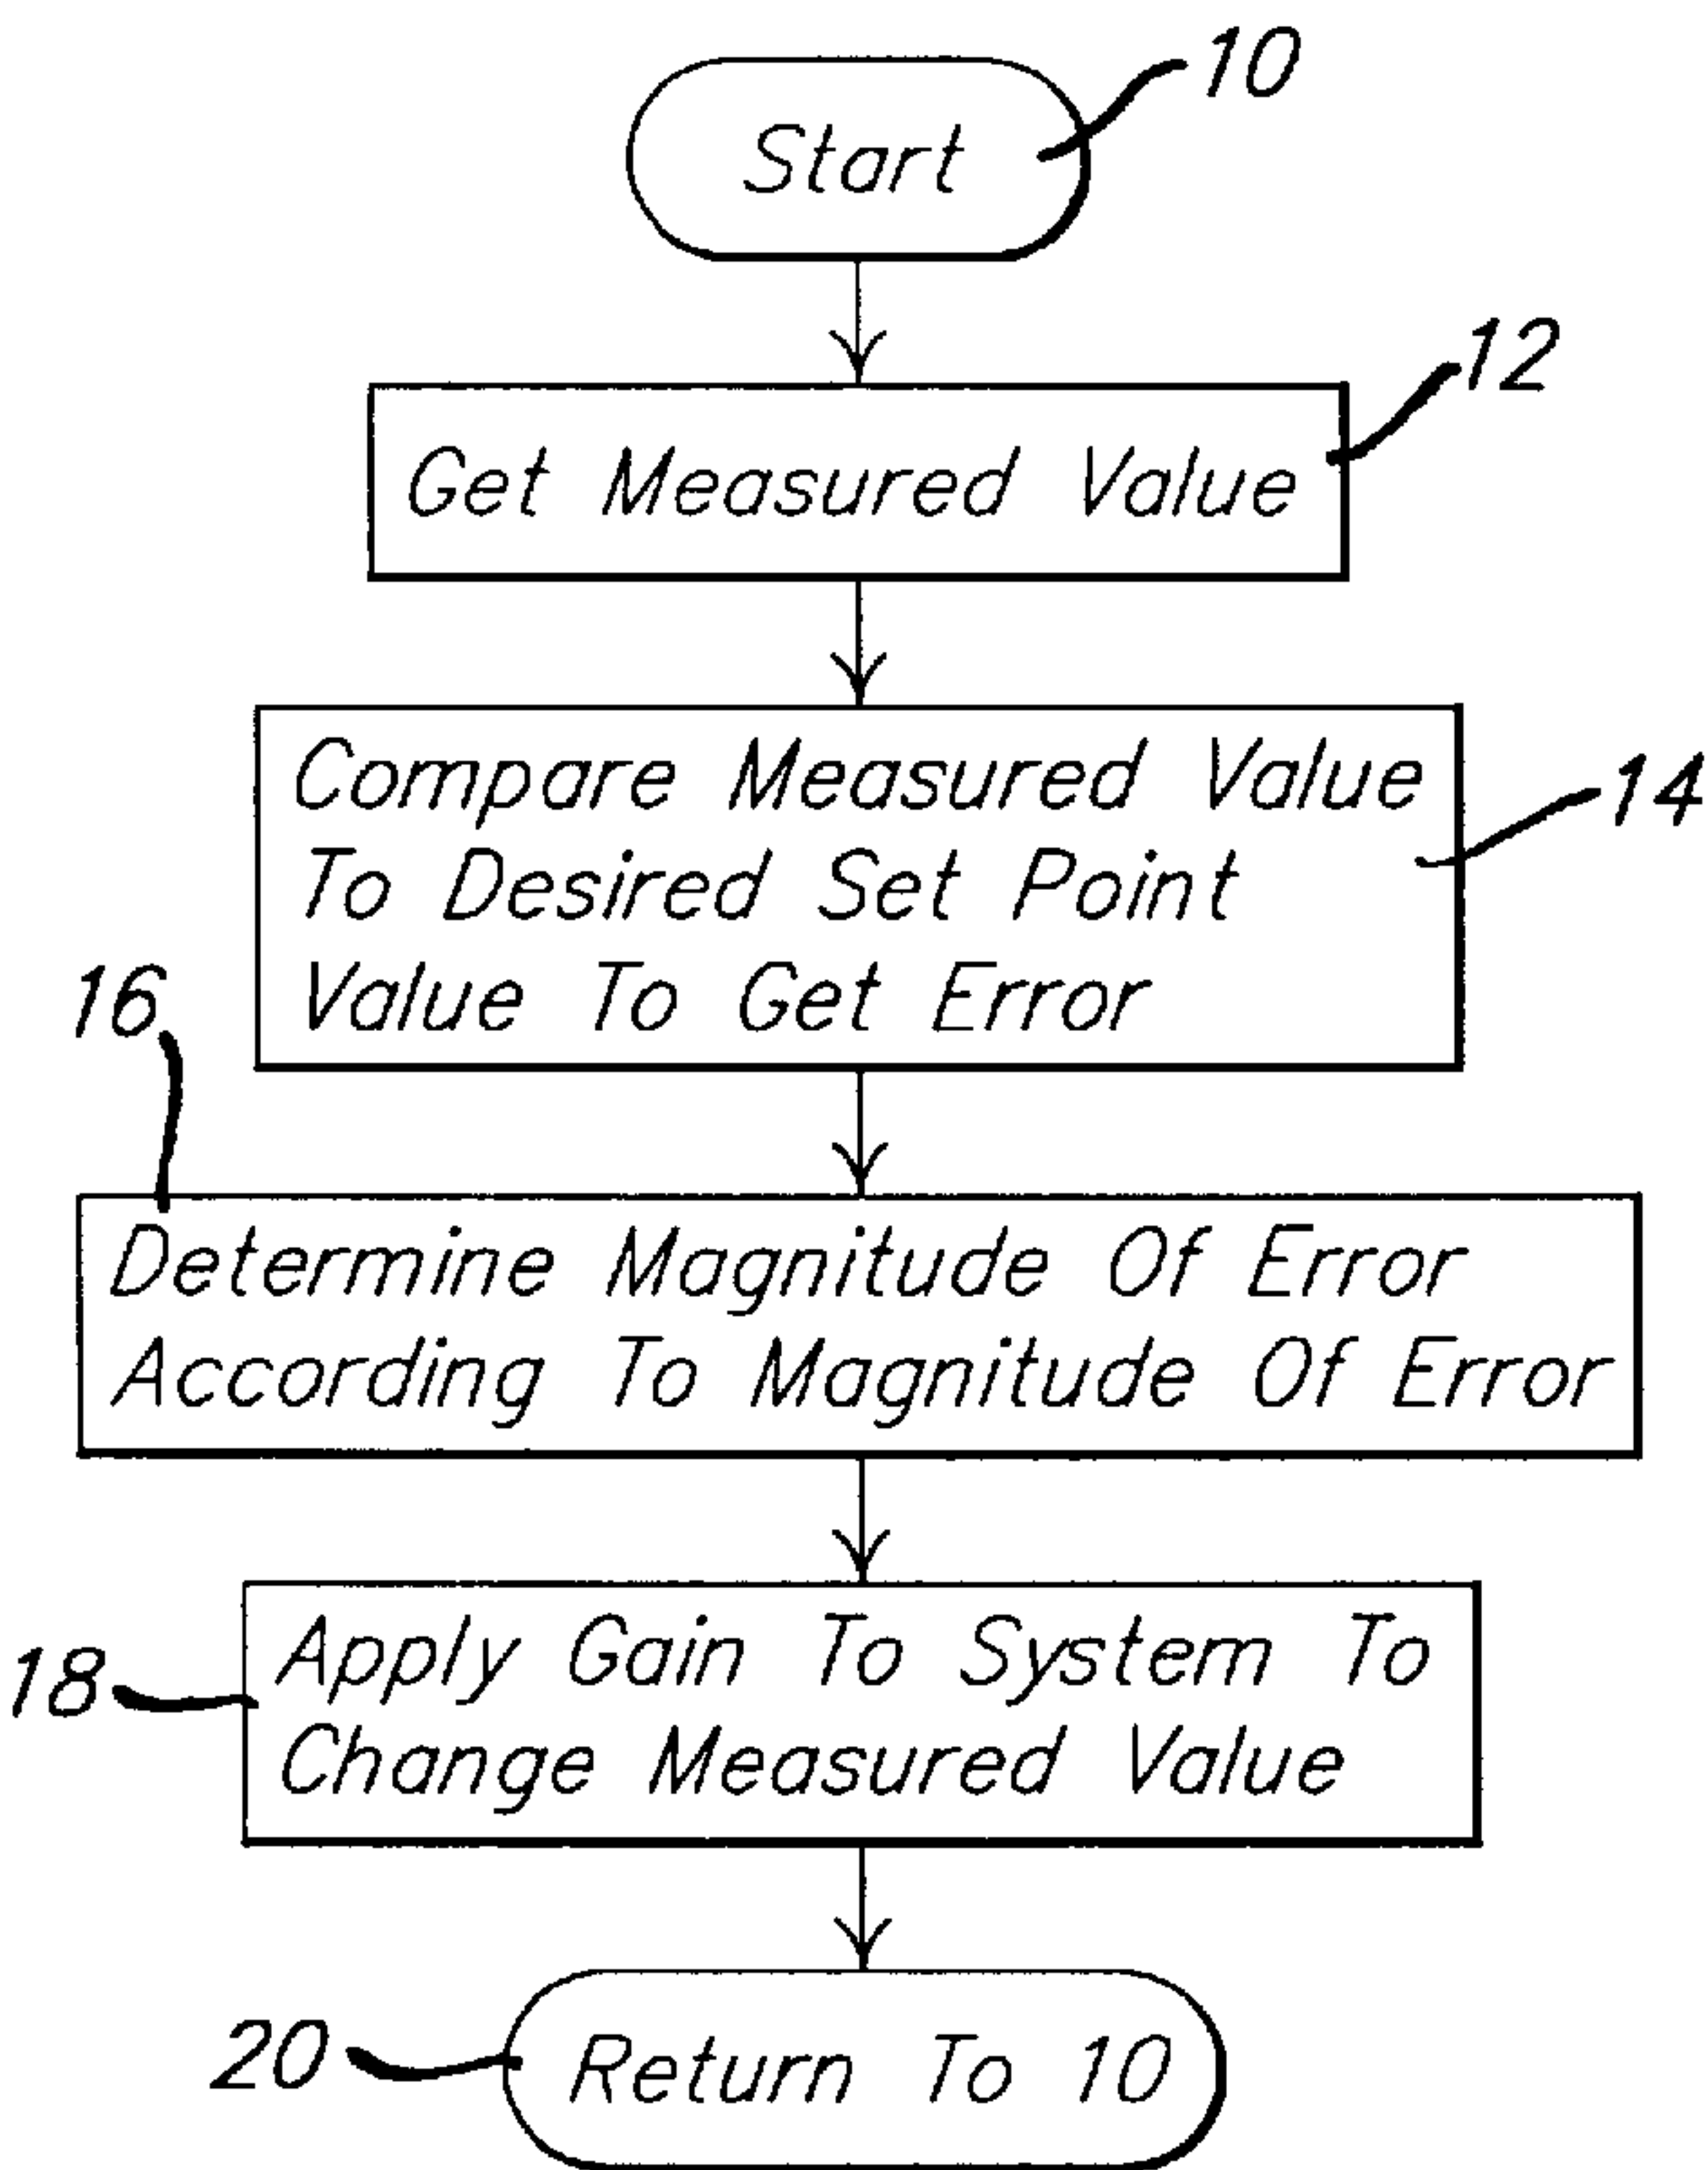 10
Start
12
Get Measured Value
14
Compare Measured Value
To Desired Set Point
Value To Get Error
16
Determine Magnitude Of Error
According To Magnitude Of Error
18
Apply Gain To System To
Change Measured Value
20
Return To 10